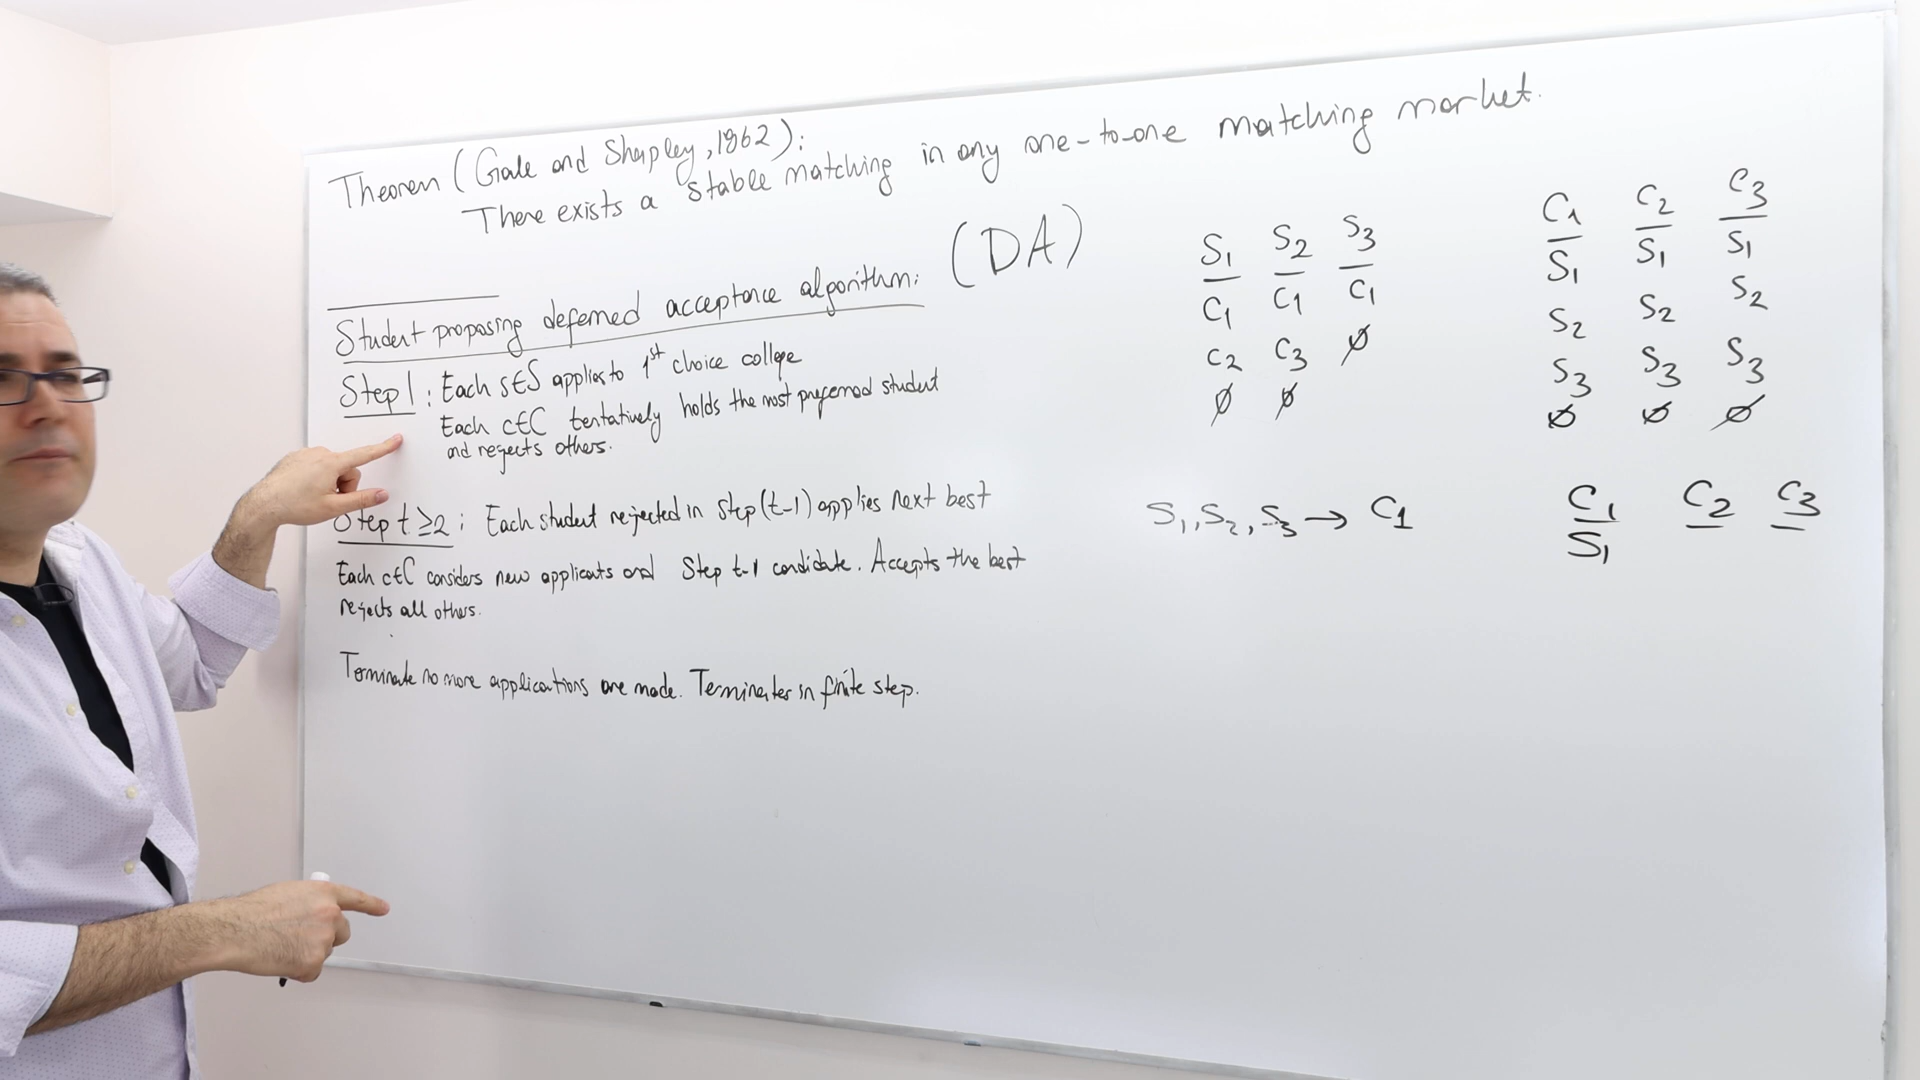 Theorem (Gale and Shapley, 1962):
There exists a stable matching in any one-to-one matching market.
Student proposing deferred acceptance algorithm: (DA)
Step 1: Each s∈S applies to 1st choice college
Each c∈C tentatively holds the most preferred student
and rejects others.
Step t ≥ 2: Each student rejected in Step (t-1) applies next best
Each c∈C considers new applicants and Step t-1 candidate. Accepts the best
rejects all others.
Terminate no more applications are made. Terminates in finite step.
S1 S2 S3
C1 C1 C1
C2 C3 ∅
∅ ∅
C1 C2 C3
S1 S1 S1
S2 S2 S2
S3 S3 S3
∅ ∅ ∅
S1, S2, S3 → C1
C1 C2 C3
S1